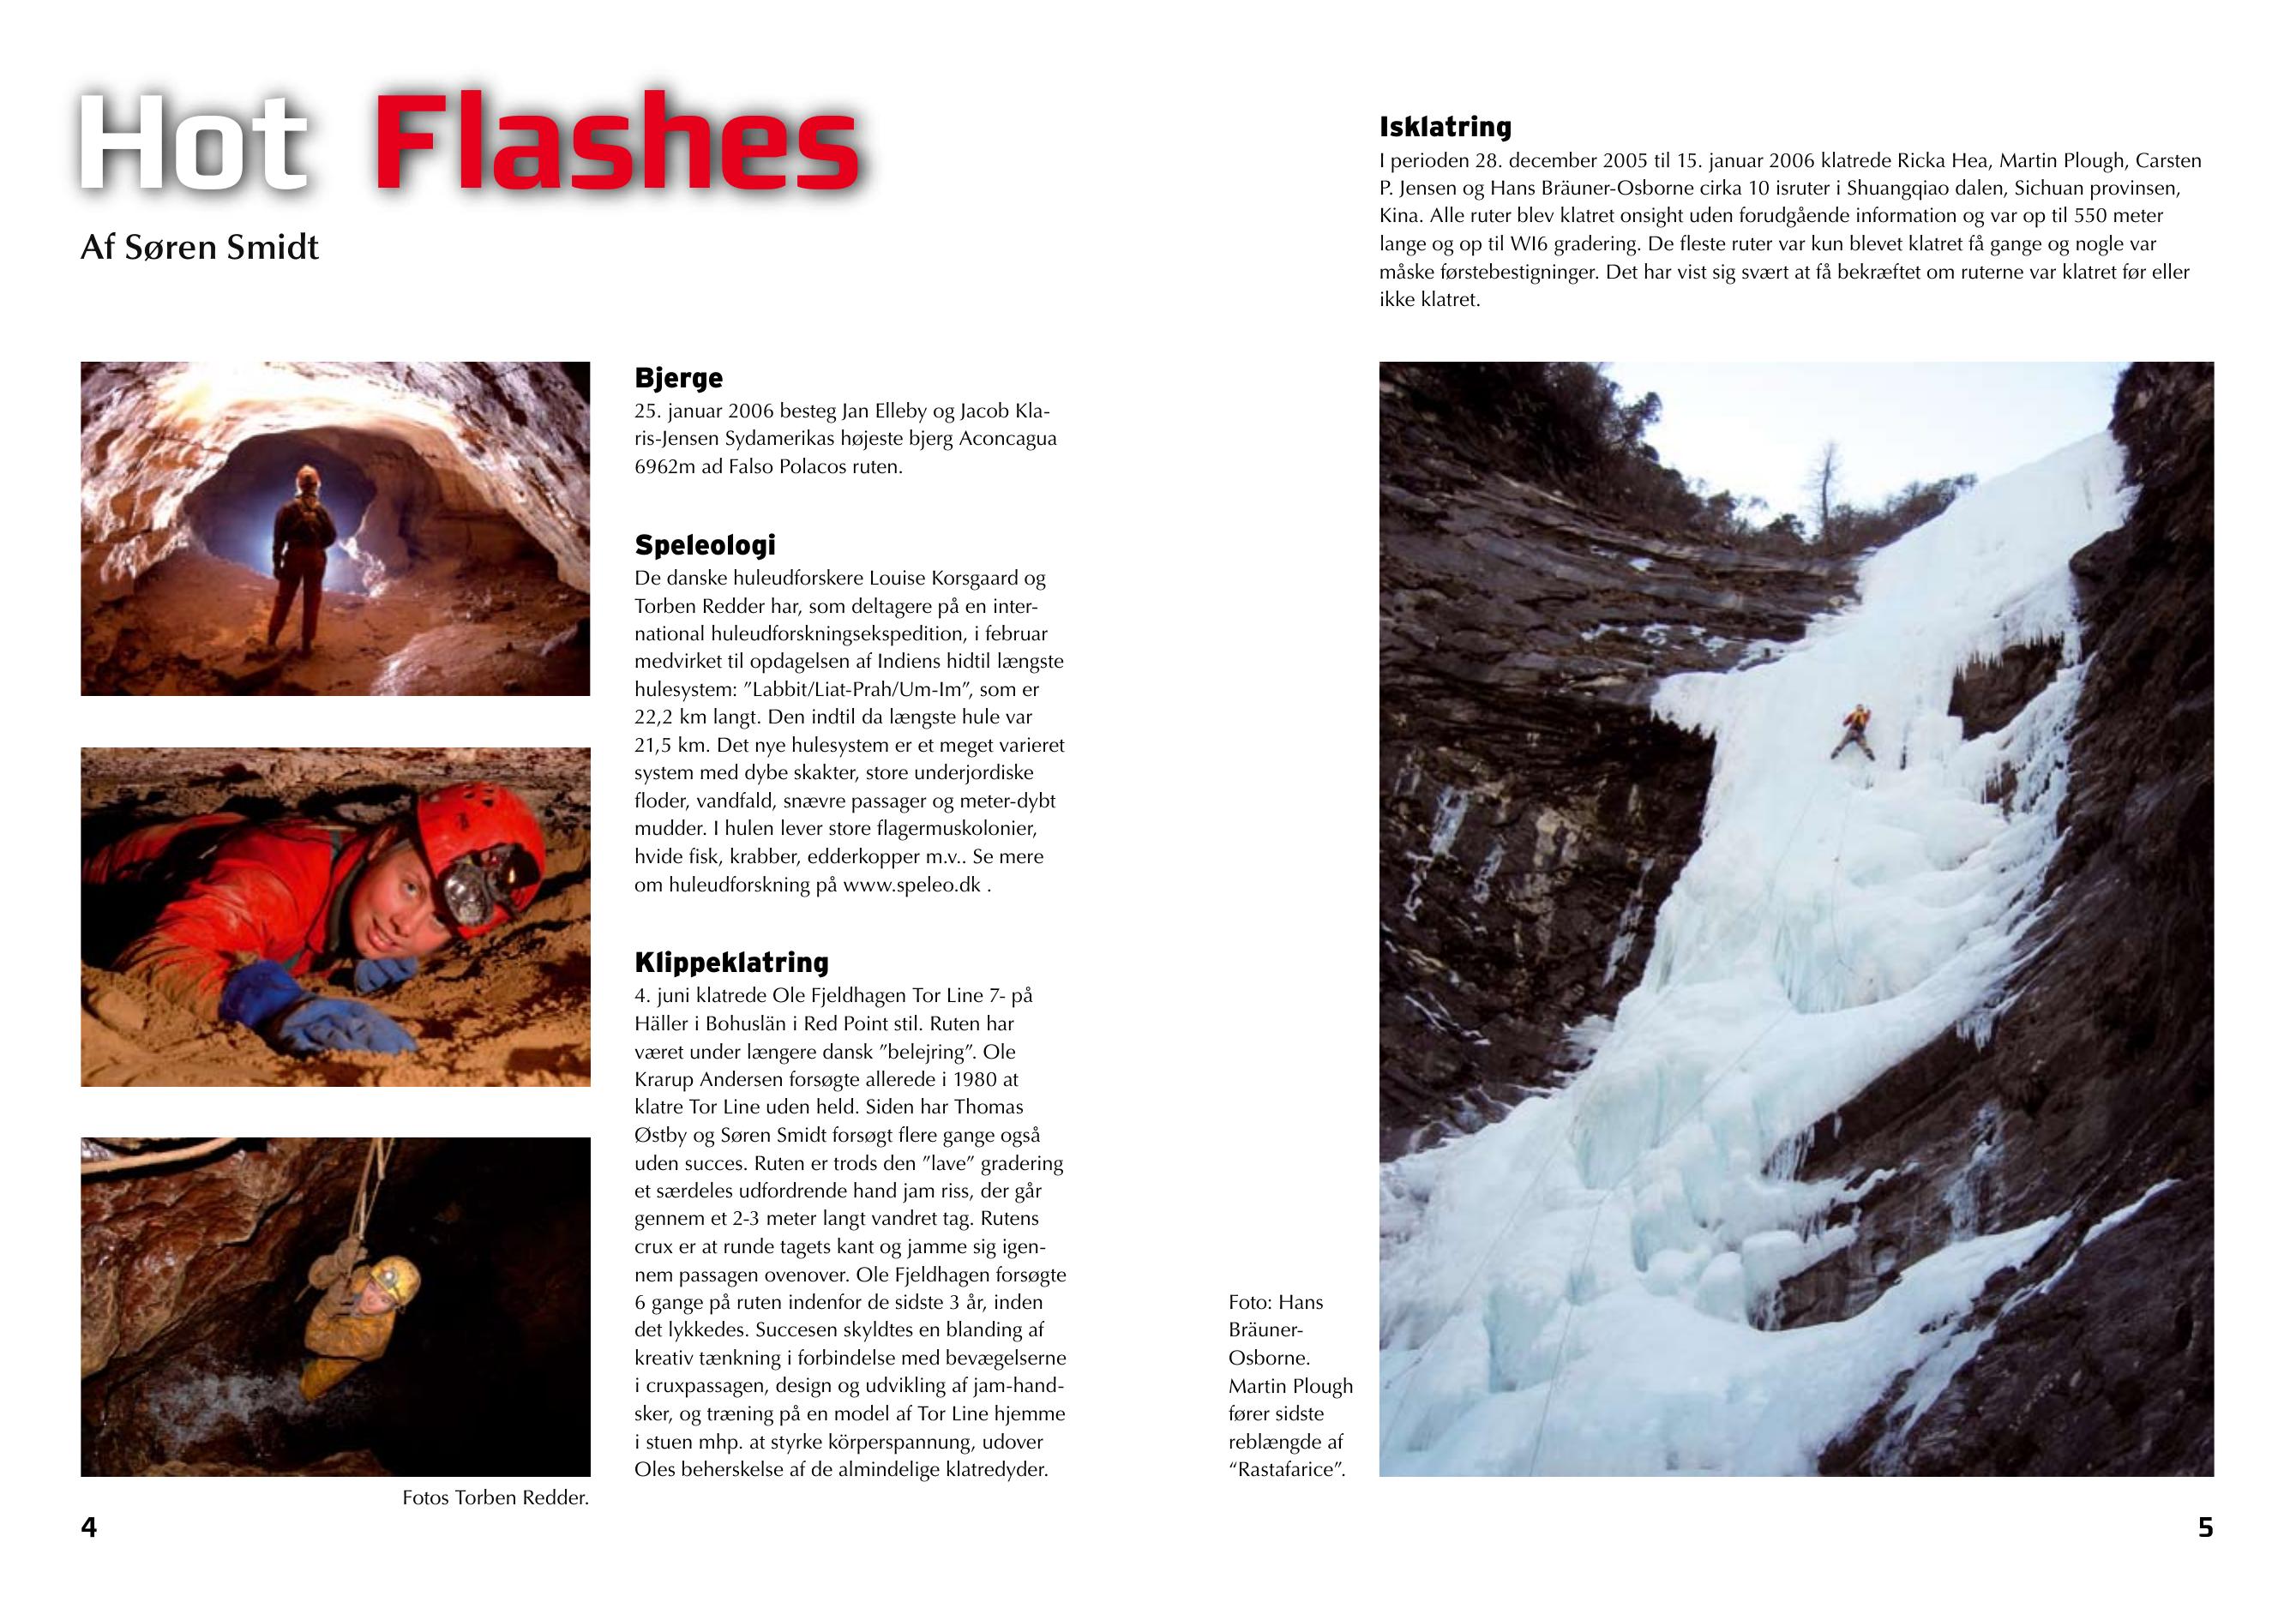 Hot Flashes
Af Søren Smidt
Bjerge
25. januar 2006 besteg Jan Elleby og Jacob Kla-
ris-Jensen Sydamerikas højeste bjerg Aconcagua
6962m ad Falso Polacos ruten.
Speleologi
De danske huleudforskere Louise Korsgaard og
Torben Redder har, som deltagere på en inter-
national huleudforskningsekspedition, i februar
medvirket til opdagelsen af Indiens hidtil længste
hulesystem: ”Labbit/Liat-Prah/Um-Im”, som er
22,2 km langt. Den indtil da længste hule var
21,5 km. Det nye hulesystem er et meget varieret
system med dybe skakter, store underjordiske
floder, vandfald, snævre passager og meter-dybt
mudder. I hulen lever store flagermuskolonier,
hvide fisk, krabber, edderkopper m.v.. Se mere
om huleudforskning på www.speleo.dk .
Klippeklatring
4. juni klatrede Ole Fjeldhagen Tor Line 7- på
Häller i Bohuslän i Red Point stil. Ruten har
været under længere dansk ”belejring”. Ole
Krarup Andersen forsøgte allerede i 1980 at
klatre Tor Line uden held. Siden har Thomas
Østby og Søren Smidt forsøgt flere gange også
uden succes. Ruten er trods den ”lave” gradering
et særdeles udfordrende hand jam riss, der går
gennem et 2-3 meter langt vandret tag. Rutens
crux er at runde tagets kant og jamme sig igen-
nem passagen ovenover. Ole Fjeldhagen forsøgte
6 gange på ruten indenfor de sidste 3 år, inden
det lykkedes. Succesen skyldtes en blanding af
kreativ tænkning i forbindelse med bevægelserne
i cruxpassagen, design og udvikling af jam-hand-
sker, og træning på en model af Tor Line hjemme
i stuen mhp. at styrke körperspannung, udover
Oles beherskelse af de almindelige klatredyder.
Fotos Torben Redder.
4
Isklatring
I perioden 28. december 2005 til 15. januar 2006 klatrede Ricka Hea, Martin Plough, Carsten
P. Jensen og Hans Bräuner-Osborne cirka 10 isruter i Shuangqiao dalen, Sichuan provinsen,
Kina. Alle ruter blev klatret onsight uden forudgående information og var op til 550 meter
lange og op til WI6 gradering. De fleste ruter var kun blevet klatret få gange og nogle var
måske førstebestigninger. Det har vist sig svært at få bekræftet om ruterne var klatret før eller
ikke klatret.
Foto: Hans
Bräuner-
Osborne.
Martin Plough
fører sidste
reblængde af
“Rastafarice”.
5